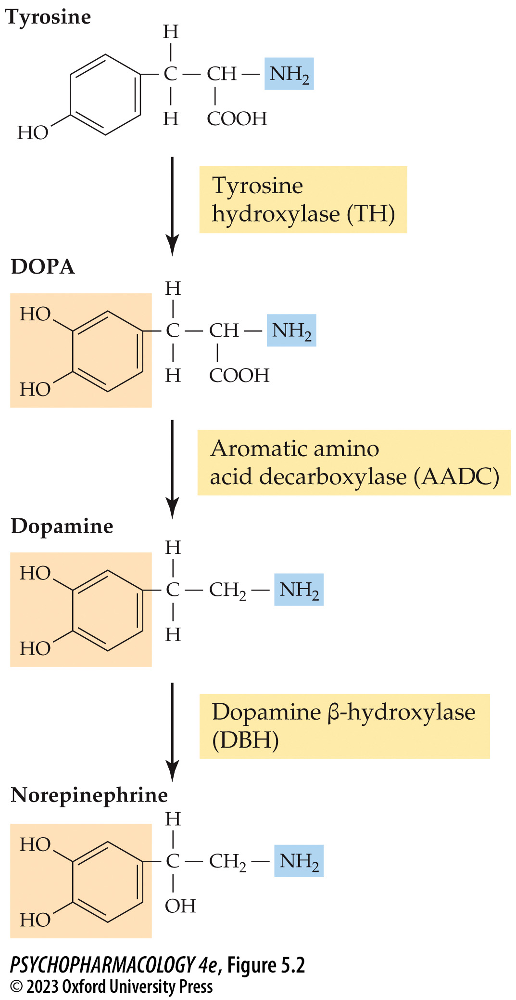 Tyrosine
H
C
CH
NH2
H
COOH
HO
Tyrosine
hydroxylase (TH)
DOPA
H
HO
C
CH
NH2
H
COOH
HO
Aromatic amino
acid decarboxylase (AADC)
Dopamine
H
HO
C
CH2
NH2
H
HO
Dopamine β-hydroxylase
(DBH)
Norepinephrine
H
HO
C
CH2
NH2
OH
HO
PSYCHOPHARMACOLOGY 4e, Figure 5.2
© 2023 Oxford University Press